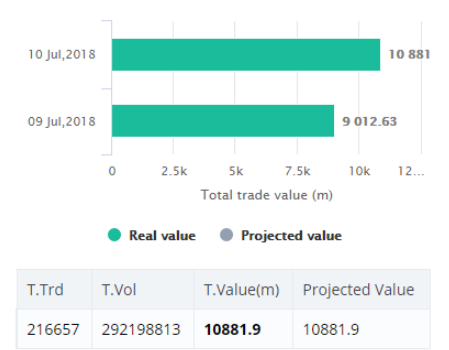 10 Jul,2018 10 881
09 Jul,2018 9 012.63
0 2.5k 5k 7.5k 10k 12...
Total trade value (m)
Real value Projected value
T.Trd T.Vol T.Value(m) Projected Value
216657 292198813 10881.9 10881.9